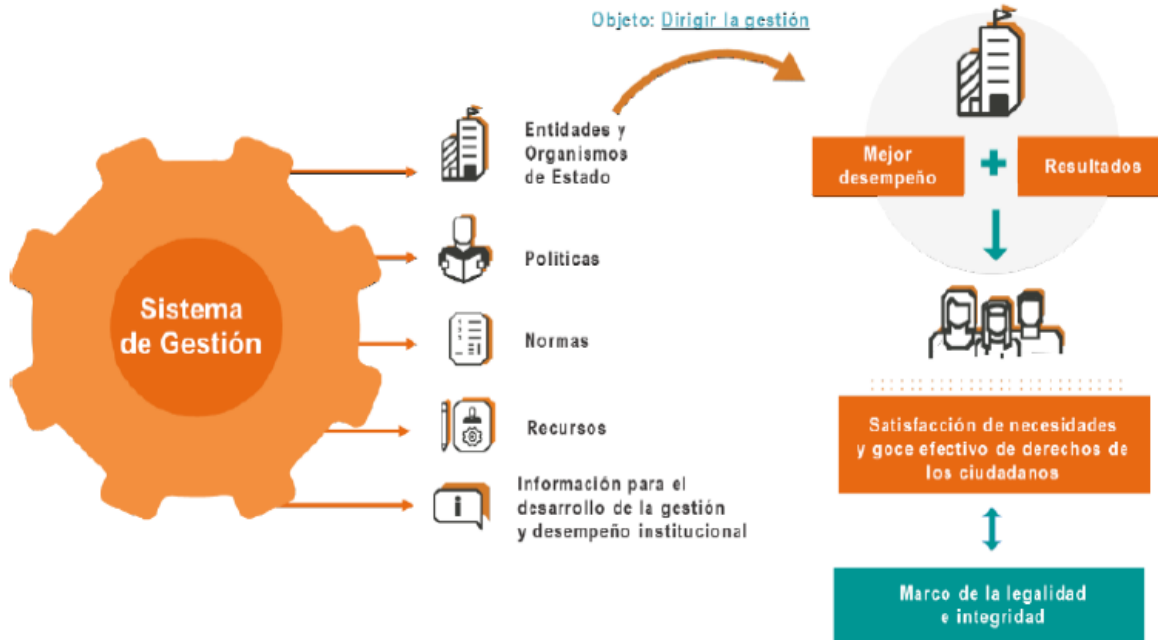 Objeto: Dirigir la gestión
Sistema
de Gestión
Entidades y
Organismos
de Estado
Políticas
Normas
Recursos
Información para el
desarrollo de la gestión
y desempeño institucional
Mejor
desempeño
+
Resultados
Satisfacción de necesidades
y goce efectivo de derechos de
los ciudadanos
Marco de la legalidad
e integridad